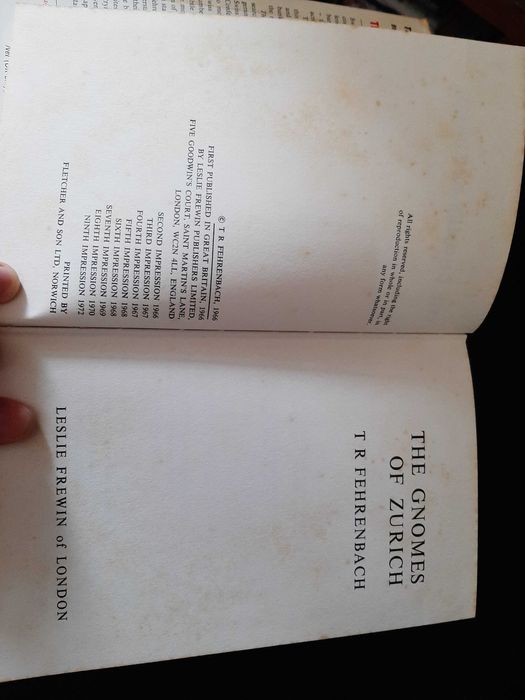 All rights reserved, including the right
of reproduction in whole or in part, in
any form whatsoever.
© T R FEHRENBACH, 1966
FIRST PUBLISHED IN GREAT BRITAIN, 1966
BY LESLIE FREWIN PUBLISHERS LIMITED,
FIVE GOODWIN'S COURT, SAINT MARTIN'S LANE,
LONDON, WC2N 4LL, ENGLAND
SECOND IMPRESSION 1966
THIRD IMPRESSION 1967
FOURTH IMPRESSION 1967
FIFTH IMPRESSION 1968
SIXTH IMPRESSION 1968
SEVENTH IMPRESSION 1969
EIGHTH IMPRESSION 1970
NINTH IMPRESSION 1972
PRINTED BY
FLETCHER AND SON LTD, NORWICH
THE GNOMES
OF ZURICH
T R FEHRENBACH
LESLIE FREWIN of LONDON